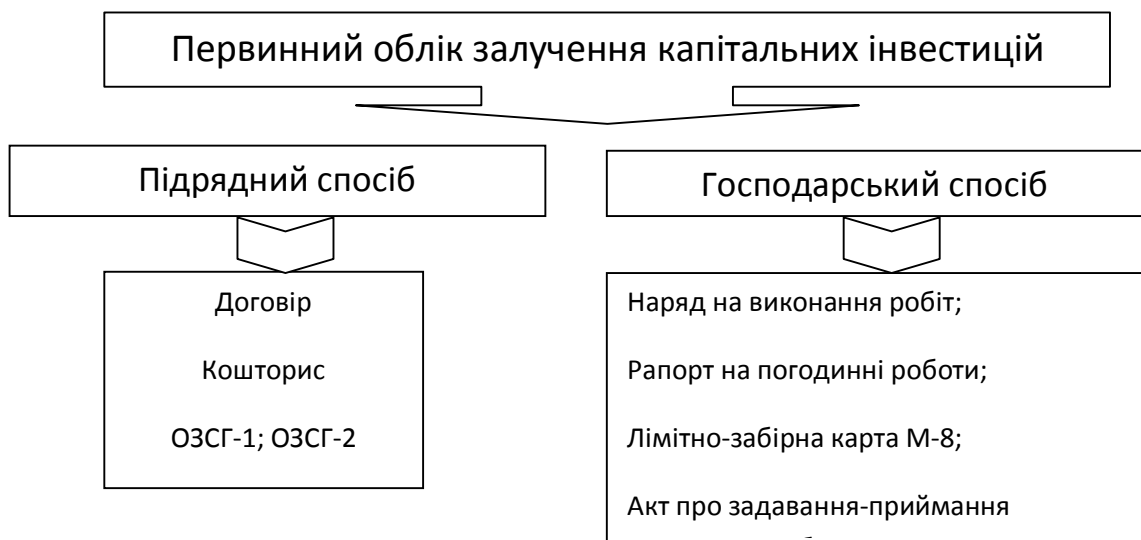 Первинний облік залучення капітальних інвестицій
Підрядний спосіб
Господарський спосіб
Договір
Кошторис
ОЗСГ-1; ОЗСГ-2
Наряд на виконання робіт;
Рапорт на погодинні роботи;
Лімітно-забірна карта М-8;
Акт про задавання-приймання